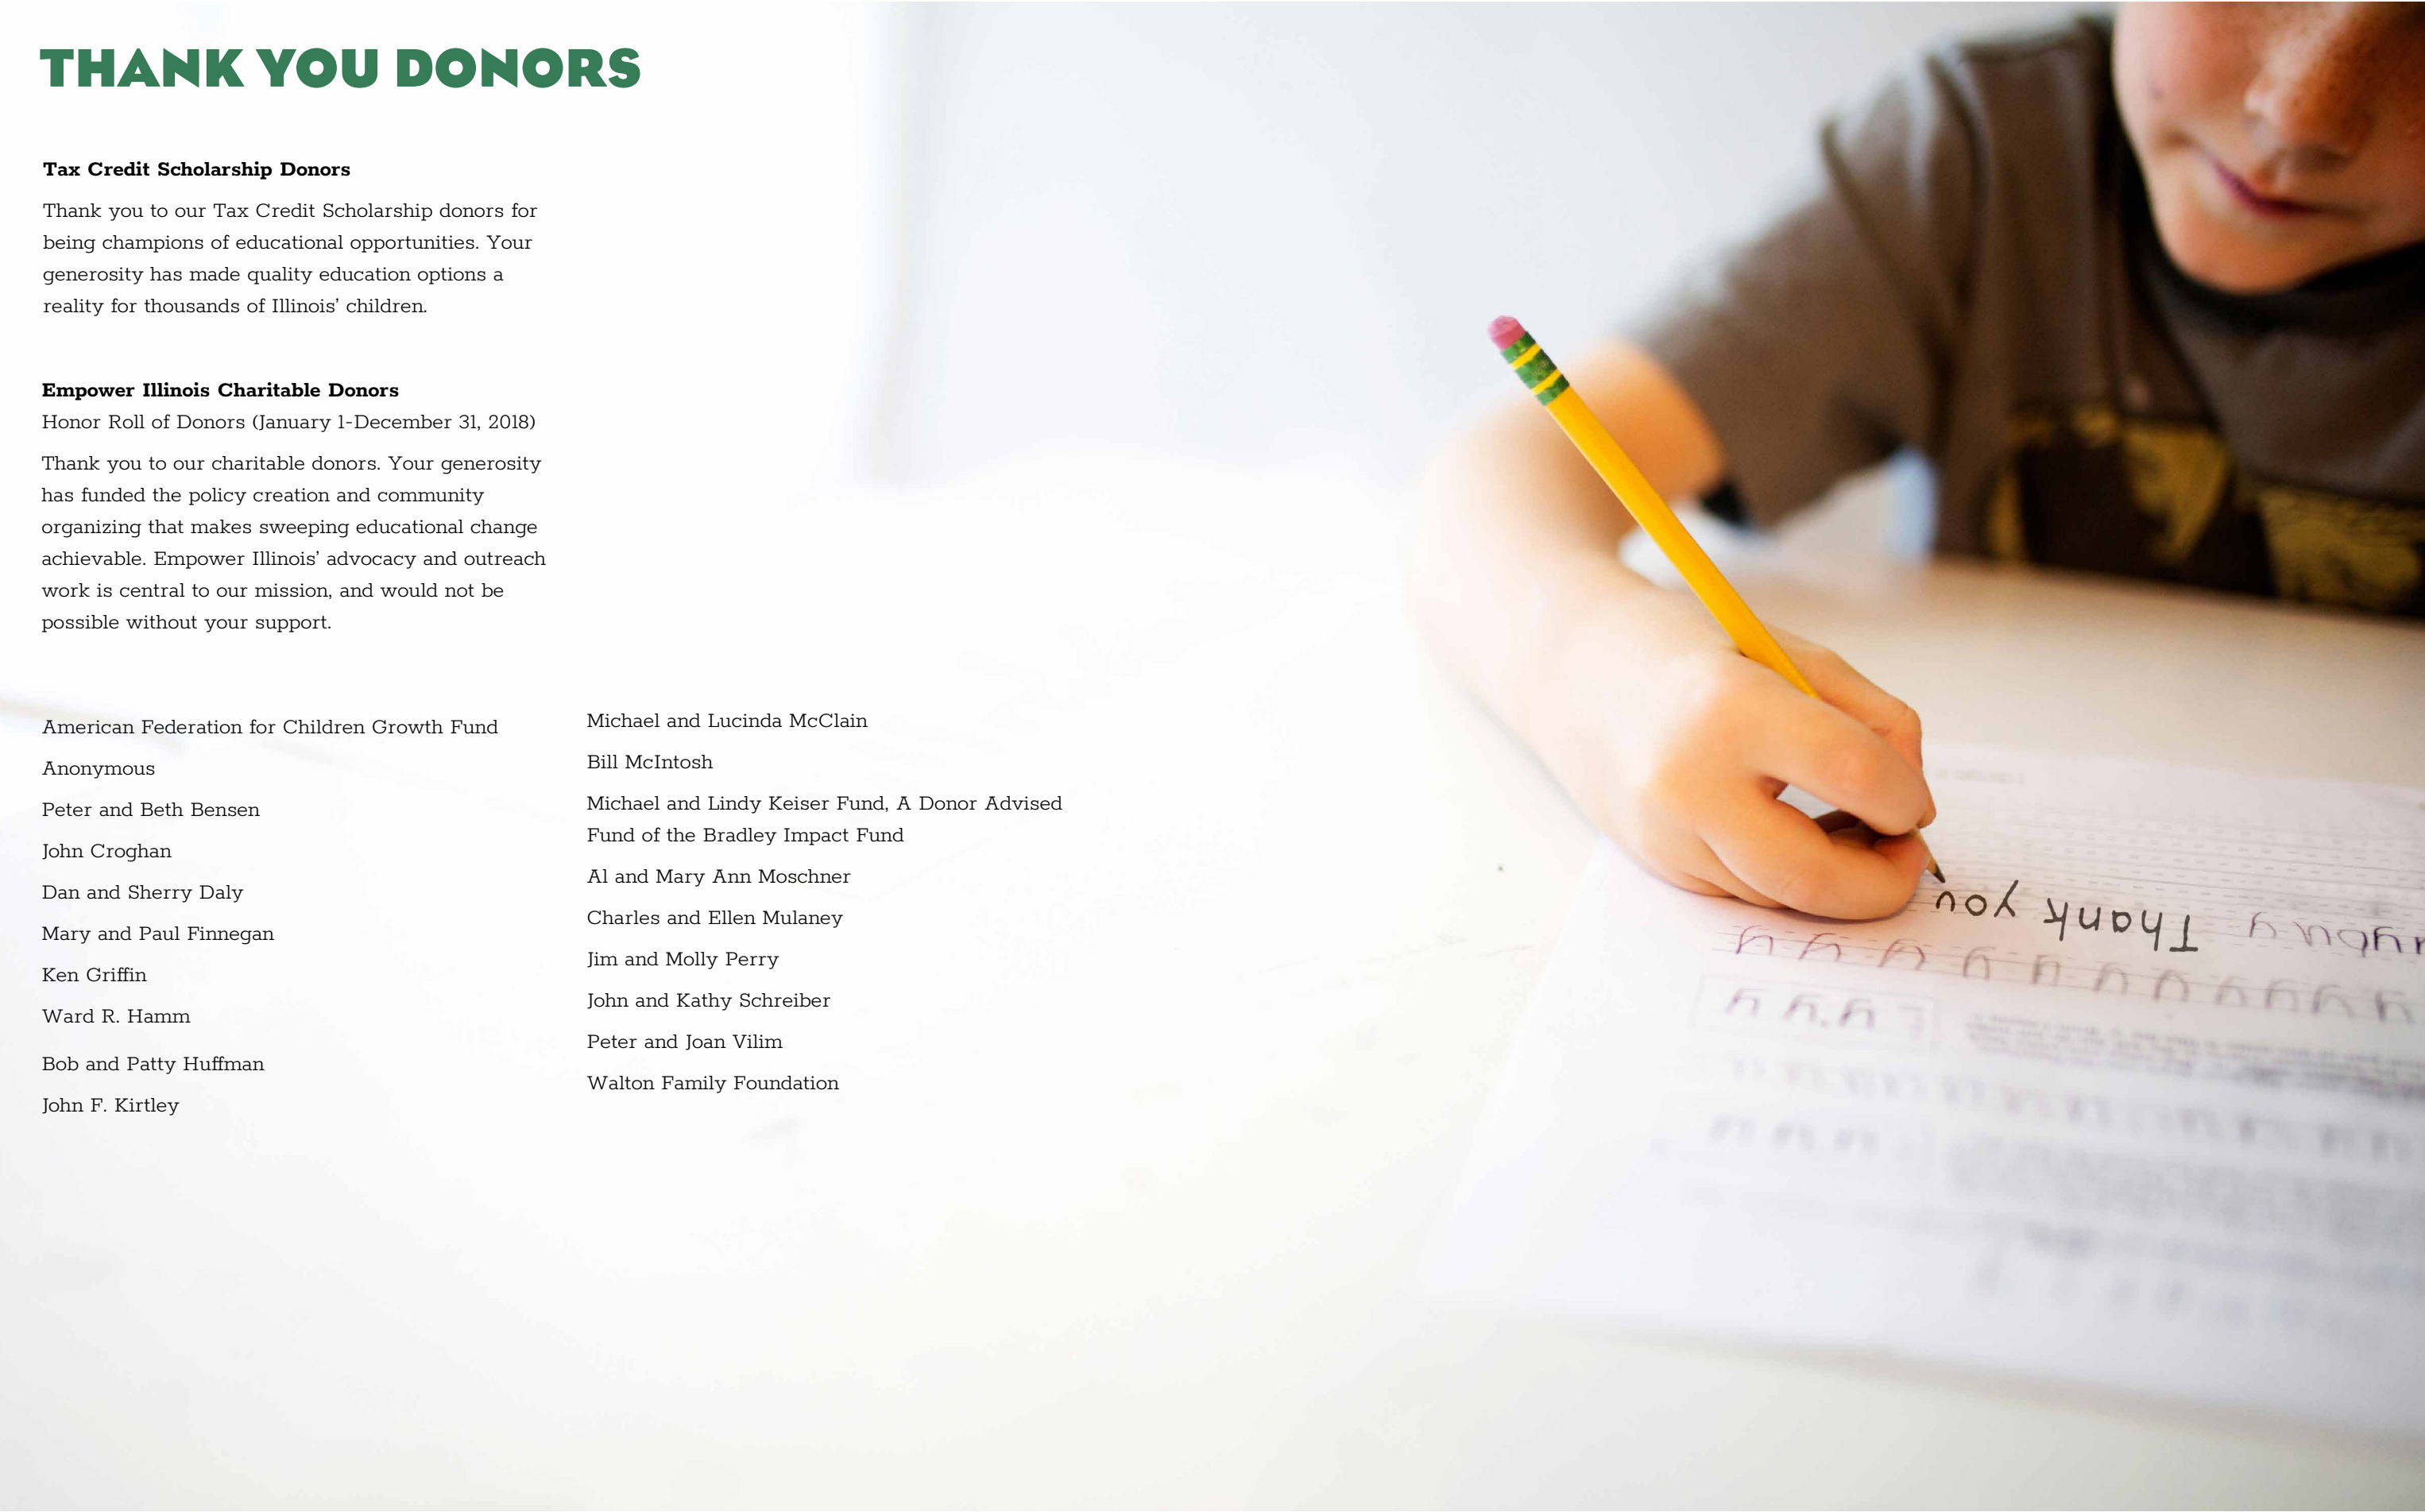 THANK YOU DONORS
Tax Credit Scholarship Donors
Thank you to our Tax Credit Scholarship donors for
being champions of educational opportunities. Your
generosity has made quality education options a
reality for thousands of Illinois’ children.
Empower Illinois Charitable Donors
Honor Roll of Donors (January 1-December 31, 2018)
Thank you to our charitable donors. Your generosity
has funded the policy creation and community
organizing that makes sweeping educational change
achievable. Empower Illinois’ advocacy and outreach
work is central to our mission, and would not be
possible without your support.
American Federation for Children Growth Fund
Anonymous
Peter and Beth Bensen
John Croghan
Dan and Sherry Daly
Mary and Paul Finnegan
Ken Griffin
Ward R. Hamm
Bob and Patty Huffman
John F. Kirtley
Michael and Lucinda McClain
Bill McIntosh
Michael and Lindy Keiser Fund, A Donor Advised
Fund of the Bradley Impact Fund
Al and Mary Ann Moschner
Charles and Ellen Mulaney
Jim and Molly Perry
John and Kathy Schreiber
Peter and Joan Vilim
Walton Family Foundation
Thank you